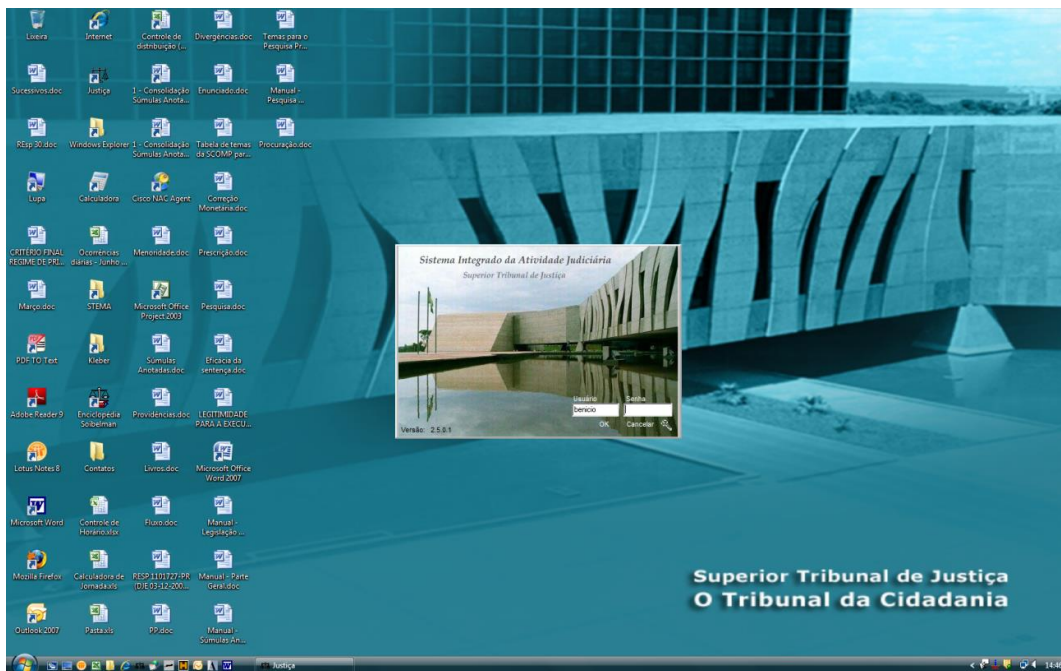 Lixeira
Internet
Controle de
distribuição (...
Divergências.doc
Temas para o
Pesquisa Pr...
Sucessivos.doc
Justiça
1 - Consolidação
Súmulas Anota...
Enunciado.doc
Manual -
Pesquisa ...
REsp 30.doc
Windows Explorer
1 - Consolidação
Súmulas Anota...
Tabela de temas
da SCOMP par...
Procuração.doc
Lupa
Calculadora
Cisco NAC Agent
Correção
Monetária.doc
CRITÉRIO FINAL
REGIME DE PRI...
Ocorrências
diárias - Junho ...
Menoridade.doc
Prescrição.doc
Março.doc
STEMA
Microsoft Office
Project 2003
Pesquisa.doc
PDF TO Text
Kleber
Súmulas
Anotadas.doc
Eficacia da
sentença.doc
Adobe Reader 9
Enciclopédia
Soibelman
Providências.doc
LEGITIMIDADE
PARA A EXECU...
Lotus Notes 8
Contatos
Livros.doc
Microsoft Office
Word 2007
Microsoft Word
Controle de
Horário.xlsx
Fluxo.doc
Manual -
Legislação ...
Mozilla Firefox
Calculadora de
Jornada.xls
RESP 1101727-PR
(DJE 03-12-200...
Manual - Parte
Geral.doc
Outlook 2007
Pasta.xls
PP.doc
Manual -
Súmulas An...
Sistema Integrado da Atividade Judiciária
Superior Tribunal de Justiça
Usuário
Senha
benicio
OK
Cancelar
Versão: 2.5.0.1
Superior Tribunal de Justiça
O Tribunal da Cidadania
Justiça
14:46